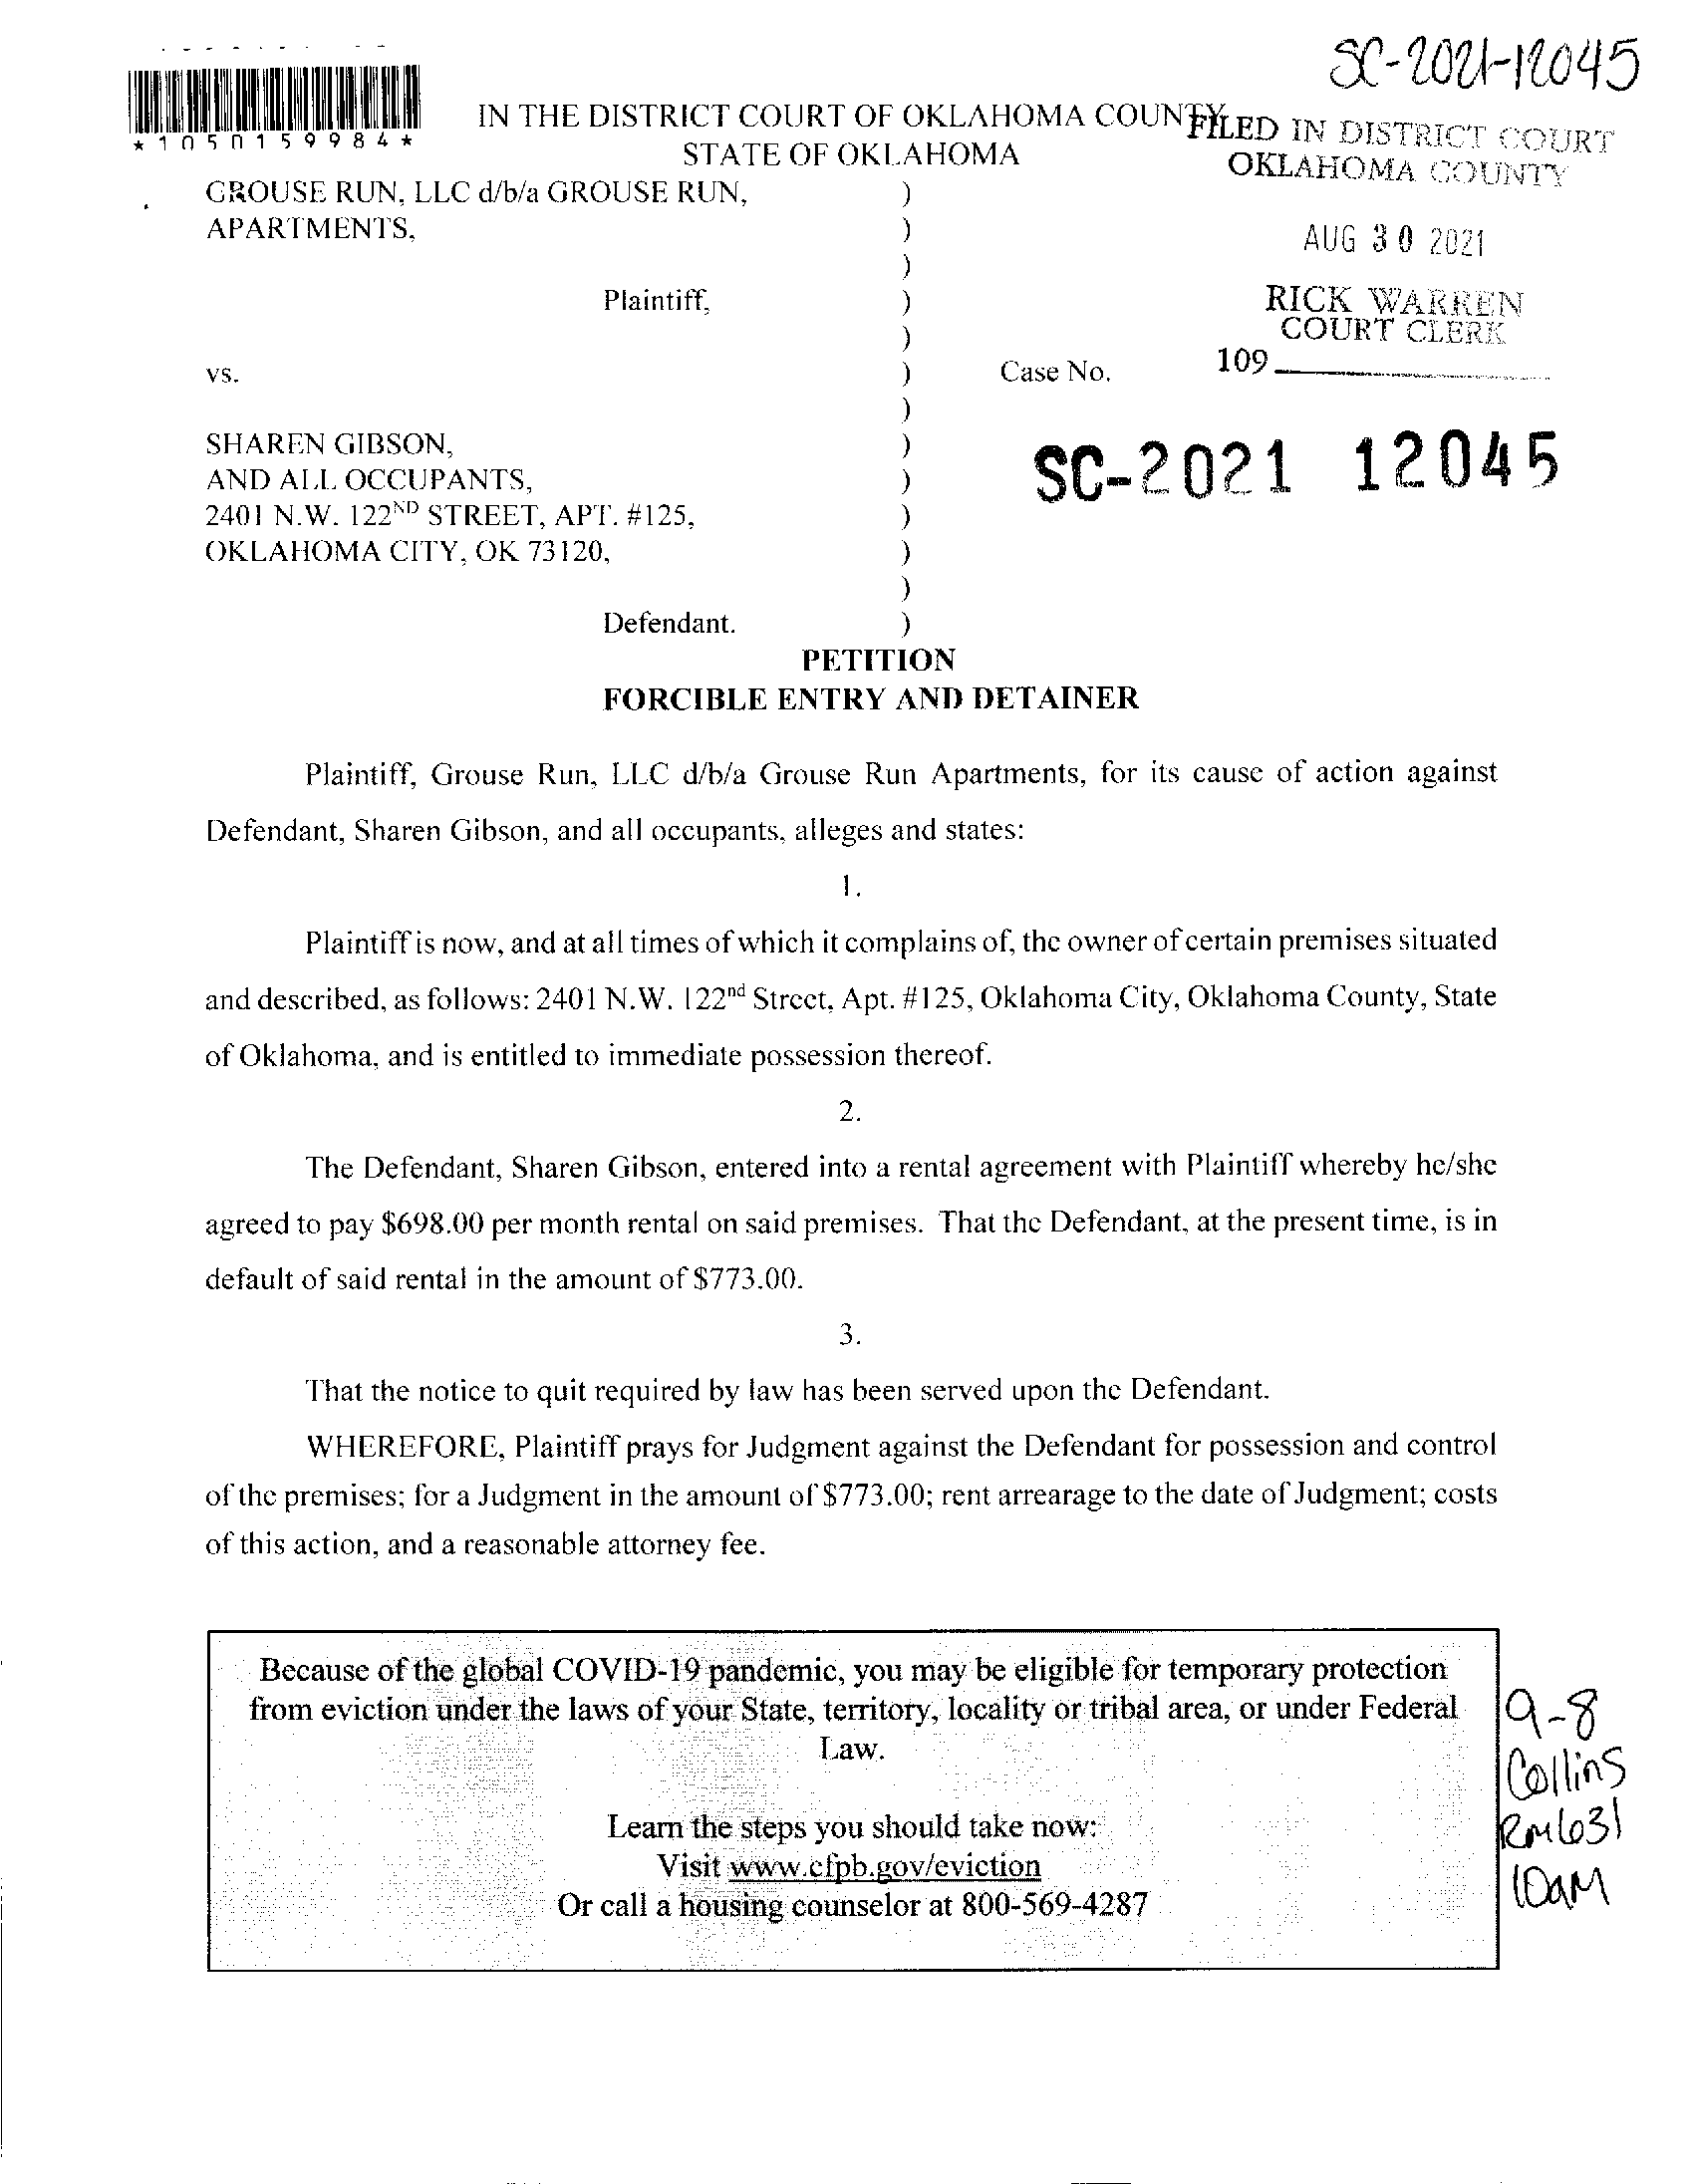 SC-2021-12045
*1050159984*
IN THE DISTRICT COURT OF OKLAHOMA COUNTY
STATE OF OKLAHOMA
FILED IN DISTRICT COURT
OKLAHOMA COUNTY
AUG 30 2021
RICK WARREN
COURT CLERK
109
GROUSE RUN, LLC d/b/a GROUSE RUN, )
APARTMENTS, )
)
Plaintiff, )
)
vs. ) Case No.
)
SHAREN GIBSON, ) SC-2021 12045
AND ALL OCCUPANTS, )
2401 N.W. 122ND STREET, APT. #125, )
OKLAHOMA CITY, OK 73120, )
)
Defendant. )
PETITION
FORCIBLE ENTRY AND DETAINER
Plaintiff, Grouse Run, LLC d/b/a Grouse Run Apartments, for its cause of action against
Defendant, Sharen Gibson, and all occupants, alleges and states:
1.
Plaintiff is now, and at all times of which it complains of, the owner of certain premises situated
and described, as follows: 2401 N.W. 122nd Street, Apt. #125, Oklahoma City, Oklahoma County, State
of Oklahoma, and is entitled to immediate possession thereof.
2.
The Defendant, Sharen Gibson, entered into a rental agreement with Plaintiff whereby he/she
agreed to pay $698.00 per month rental on said premises. That the Defendant, at the present time, is in
default of said rental in the amount of $773.00.
3.
That the notice to quit required by law has been served upon the Defendant.
WHEREFORE, Plaintiff prays for Judgment against the Defendant for possession and control
of the premises; for a Judgment in the amount of $773.00; rent arrearage to the date of Judgment; costs
of this action, and a reasonable attorney fee.
Because of the global COVID-19 pandemic, you may be eligible for temporary protection
from eviction under the laws of your State, territory, locality or tribal area, or under Federal
Law.
Learn the steps you should take now:
Visit www.cfpb.gov/eviction
Or call a housing counselor at 800-569-4287
9-8
Collins
Rm 631
10am